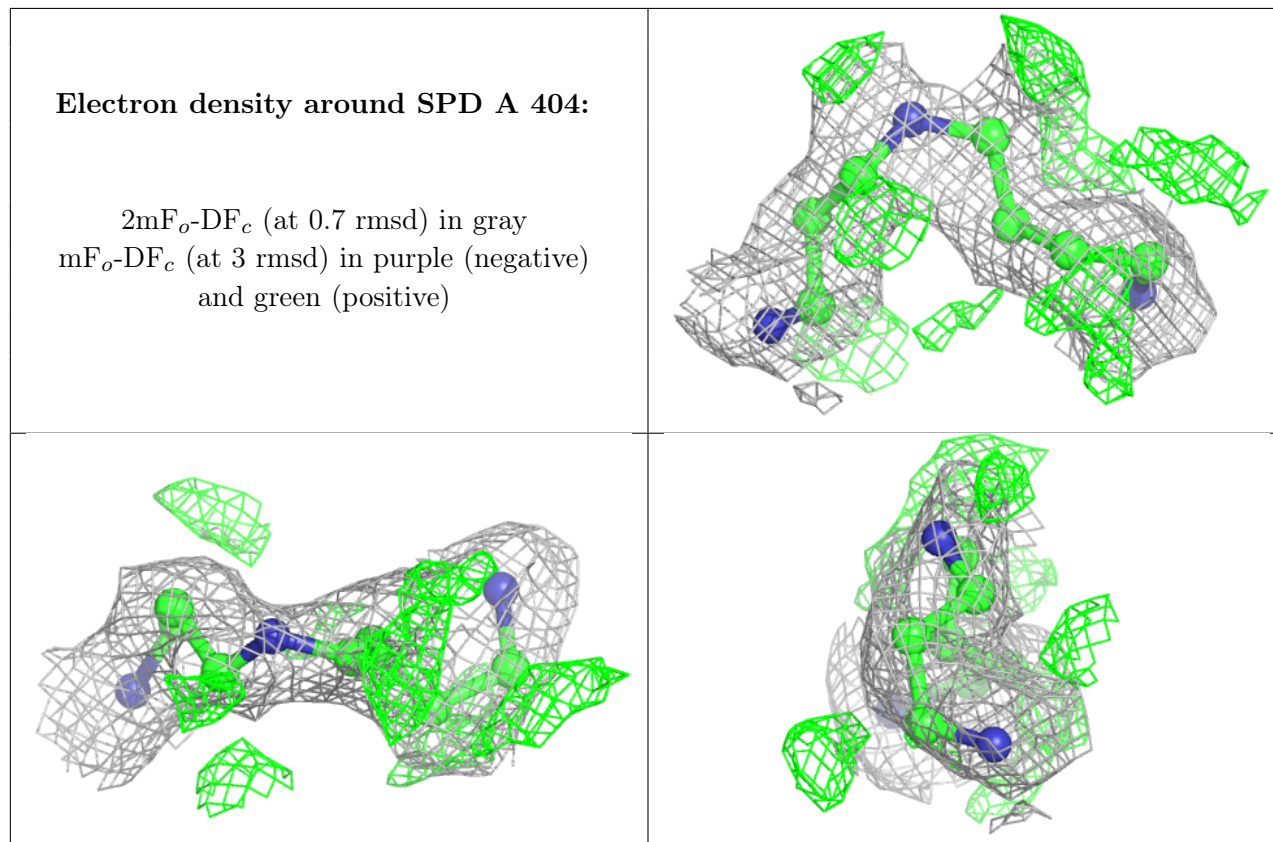 Electron density around SPD A 404:
2mFo-DFc (at 0.7 rmsd) in gray
mFo-DFc (at 3 rmsd) in purple (negative)
and green (positive)